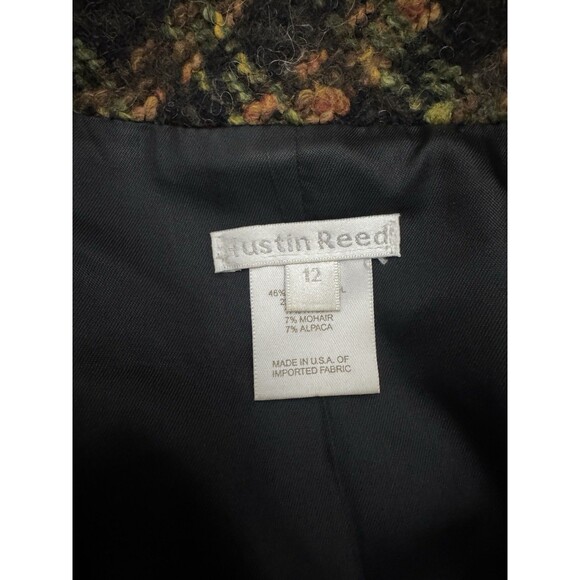 Austin Reed
12
46%
7% MOHAIR
7% ALPACA
MADE IN U.S.A. OF
IMPORTED FABRIC